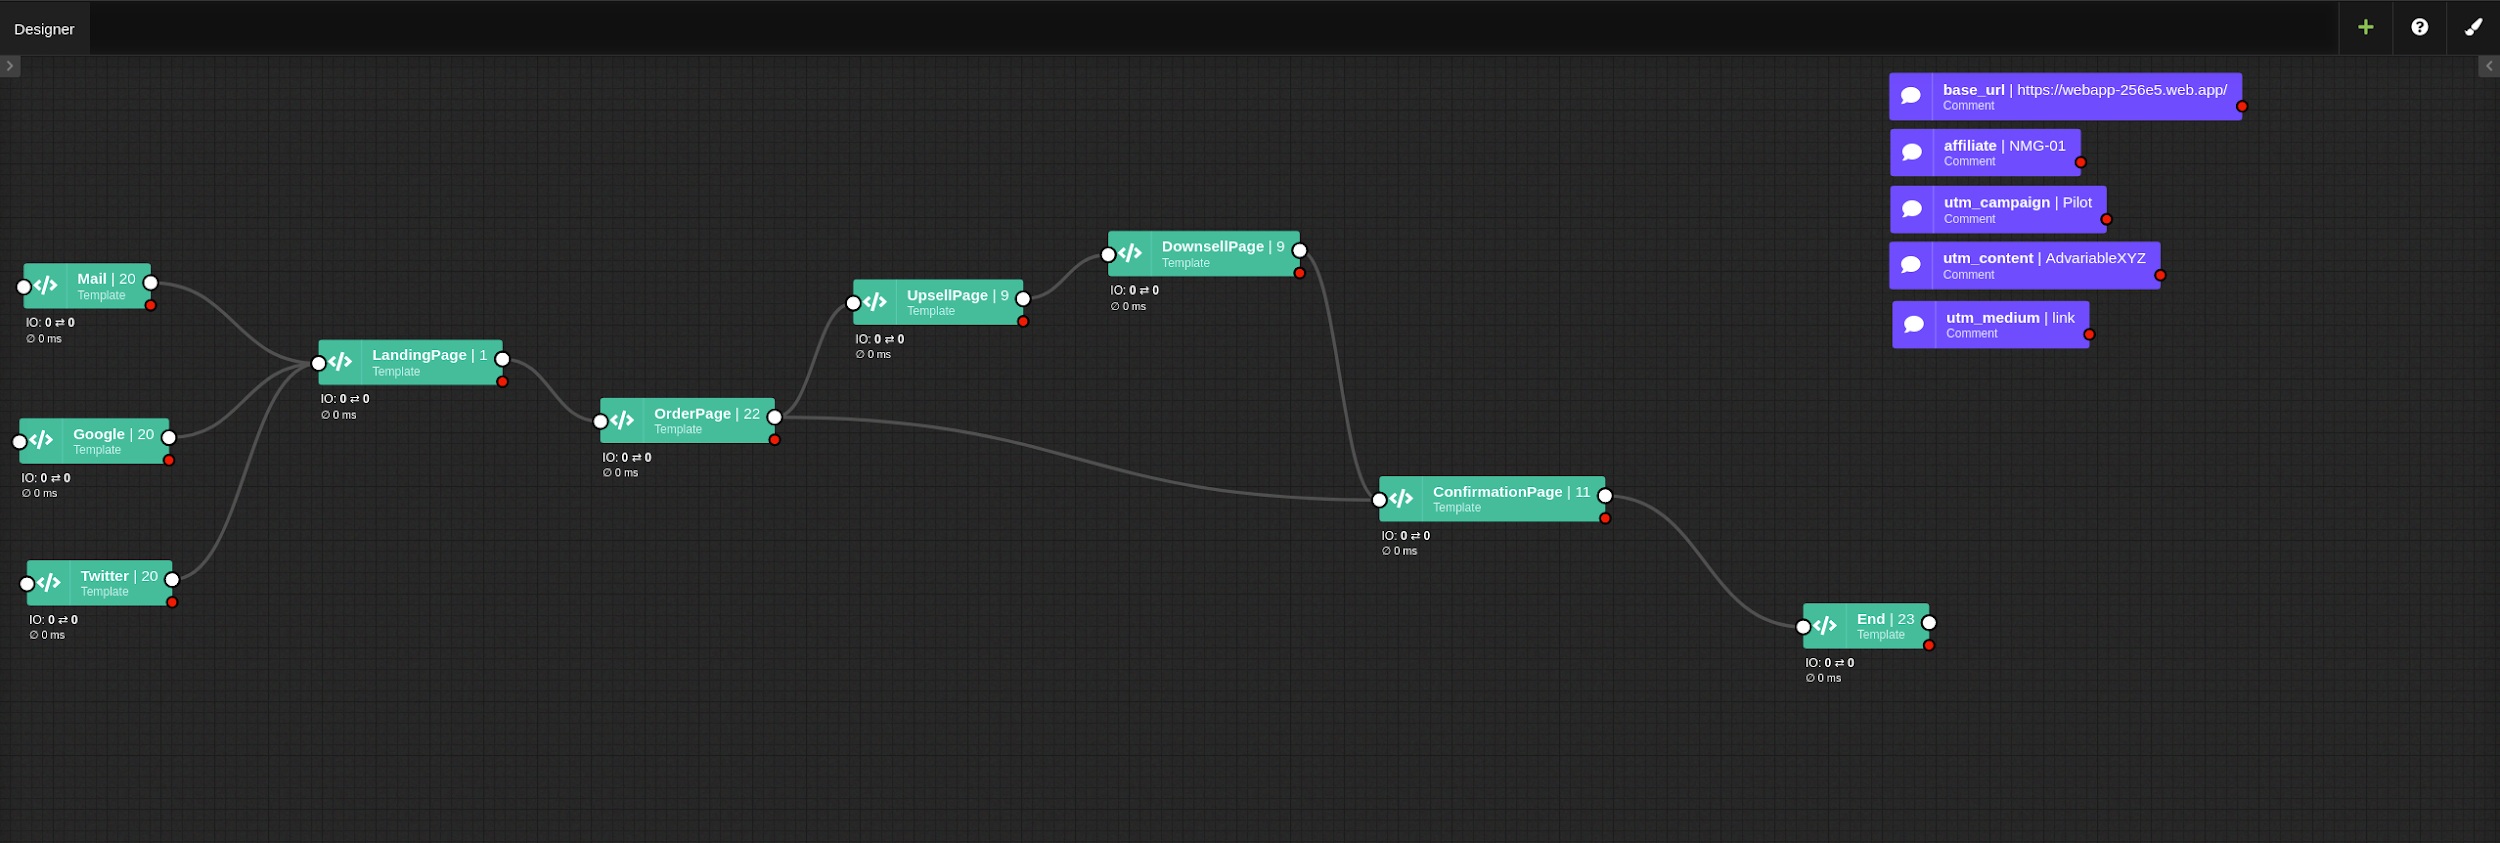 Designer
base_url | https://webapp-256e5.web.app/
Comment
affiliate | NMG-01
Comment
utm_campaign | Pilot
Comment
utm_content | AdvariableXYZ
Comment
utm_medium | link
Comment
DownsellPage | 9
Template
IO: 0 ⇄ 0
∅ 0 ms
Mail | 20
Template
IO: 0 ⇄ 0
∅ 0 ms
UpsellPage | 9
Template
IO: 0 ⇄ 0
∅ 0 ms
LandingPage | 1
Template
IO: 0 ⇄ 0
∅ 0 ms
OrderPage | 22
Template
IO: 0 ⇄ 0
∅ 0 ms
Google | 20
Template
IO: 0 ⇄ 0
∅ 0 ms
ConfirmationPage | 11
Template
IO: 0 ⇄ 0
∅ 0 ms
Twitter | 20
Template
IO: 0 ⇄ 0
∅ 0 ms
End | 23
Template
IO: 0 ⇄ 0
∅ 0 ms